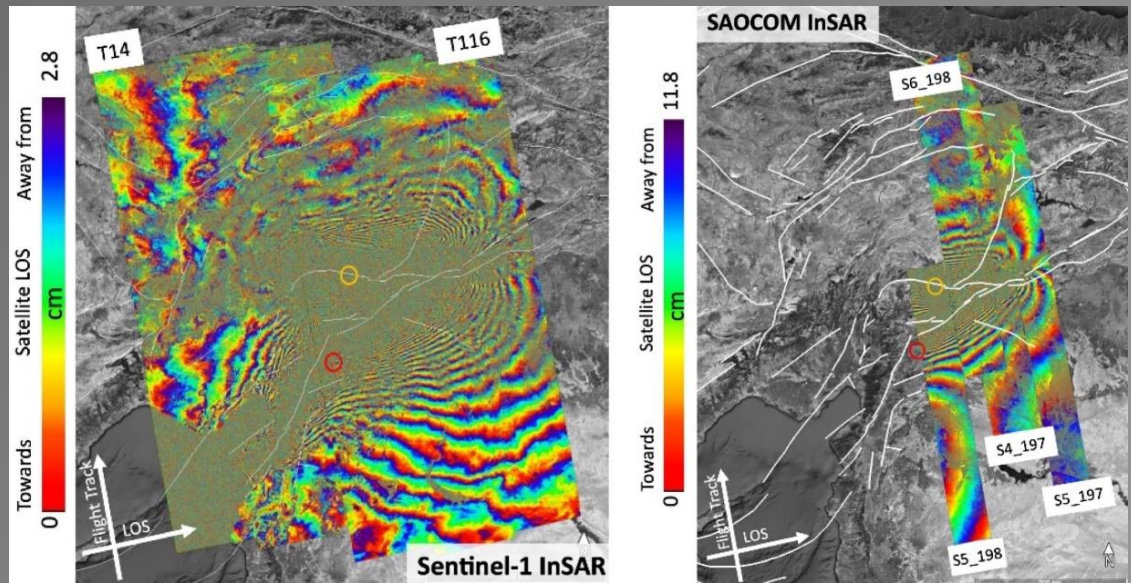 T14
T116
2.8
Away from
Satellite LOS
cm
Towards
0
Flight Track
LOS
Sentinel-1 InSAR
SAOCOM InSAR
S6_198
11.8
Away from
Satellite LOS
cm
Towards
0
S4_197
S5_197
S5_198
Flight Track
LOS
N